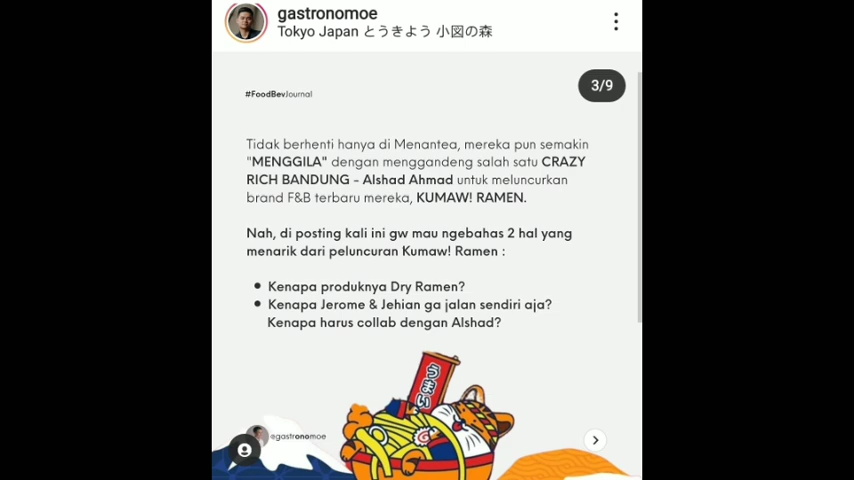 gastronomoe
Tokyo Japan とうきよう 小図の森
3/9
#FoodBevJournal
Tidak berhenti hanya di Menantea, mereka pun semakin
"MENGGILA" dengan menggandeng salah satu CRAZY
RICH BANDUNG - Alshad Ahmad untuk meluncurkan
brand F&B terbaru mereka, KUMAW! RAMEN.
Nah, di posting kali ini gw mau ngebahas 2 hal yang
menarik dari peluncuran Kumaw! Ramen :
• Kenapa produknya Dry Ramen?
• Kenapa Jerome & Jehian ga jalan sendiri aja?
Kenapa harus collab dengan Alshad?
うまい
@gastronomoe